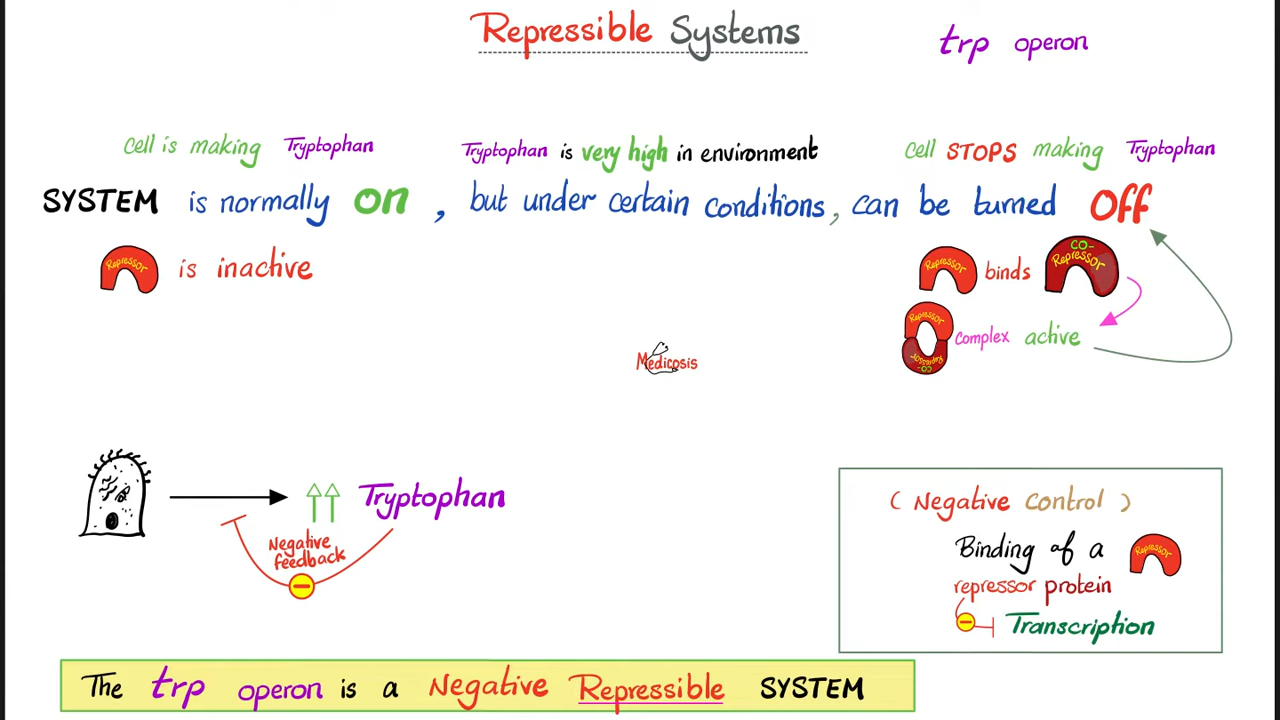 Repressible Systems
trp operon
Cell is making Tryptophan
Tryptophan is very high in environment
Cell STOPS making Tryptophan
SYSTEM is normally on , but under certain conditions, can be turned Off
Repressor is inactive
Repressor binds CO-Repressor
Repressor CO-Repressor Complex active
Medicosis
Tryptophan
Negative
feedback
−
( Negative Control )
Binding of a Repressor
repressor protein
− Transcription
The trp operon is a Negative Repressible SYSTEM